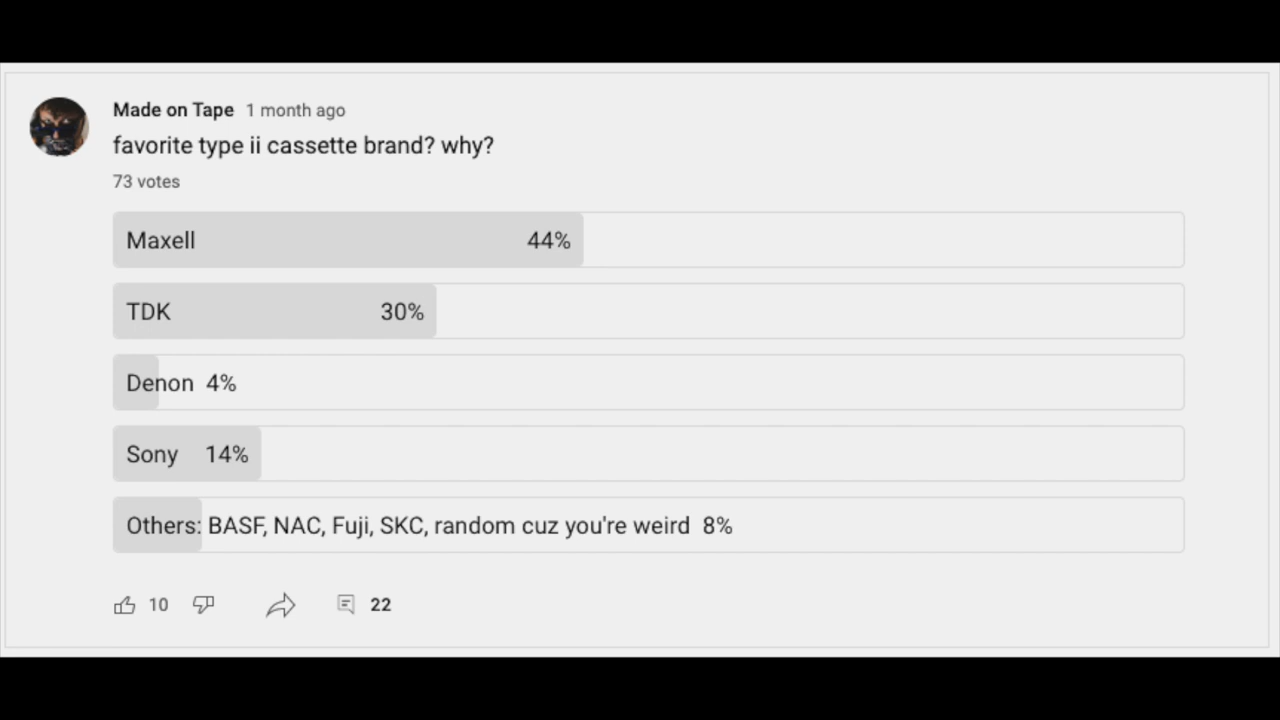 Made on Tape 1 month ago
favorite type ii cassette brand? why?
73 votes
Maxell 44%
TDK 30%
Denon 4%
Sony 14%
Others: BASF, NAC, Fuji, SKC, random cuz you're weird 8%
10 22